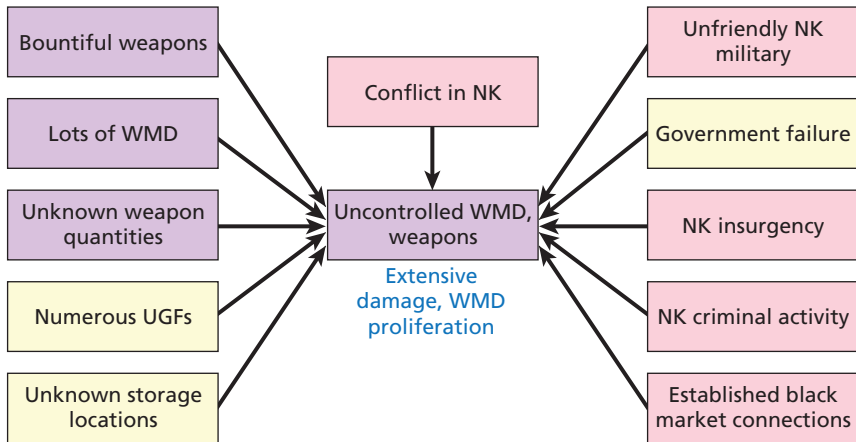 Bountiful weapons
Lots of WMD
Unknown weapon
quantities
Numerous UGFs
Unknown storage
locations
Conflict in NK
Uncontrolled WMD,
weapons
Extensive
damage, WMD
proliferation
Unfriendly NK
military
Government failure
NK insurgency
NK criminal activity
Established black
market connections